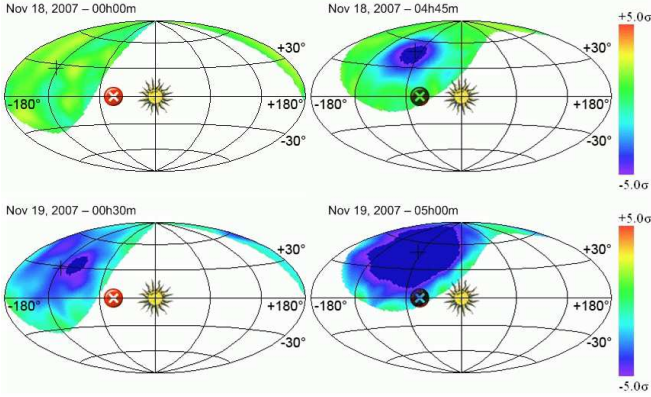 Nov 18, 2007 – 00h00m
Nov 18, 2007 – 04h45m
+5.0σ
+30°
+30°
-180°
+180°
-180°
+180°
-30°
-30°
-5.0σ
Nov 19, 2007 – 00h30m
Nov 19, 2007 – 05h00m
+5.0σ
+30°
+30°
-180°
+180°
-180°
+180°
-30°
-30°
-5.0σ